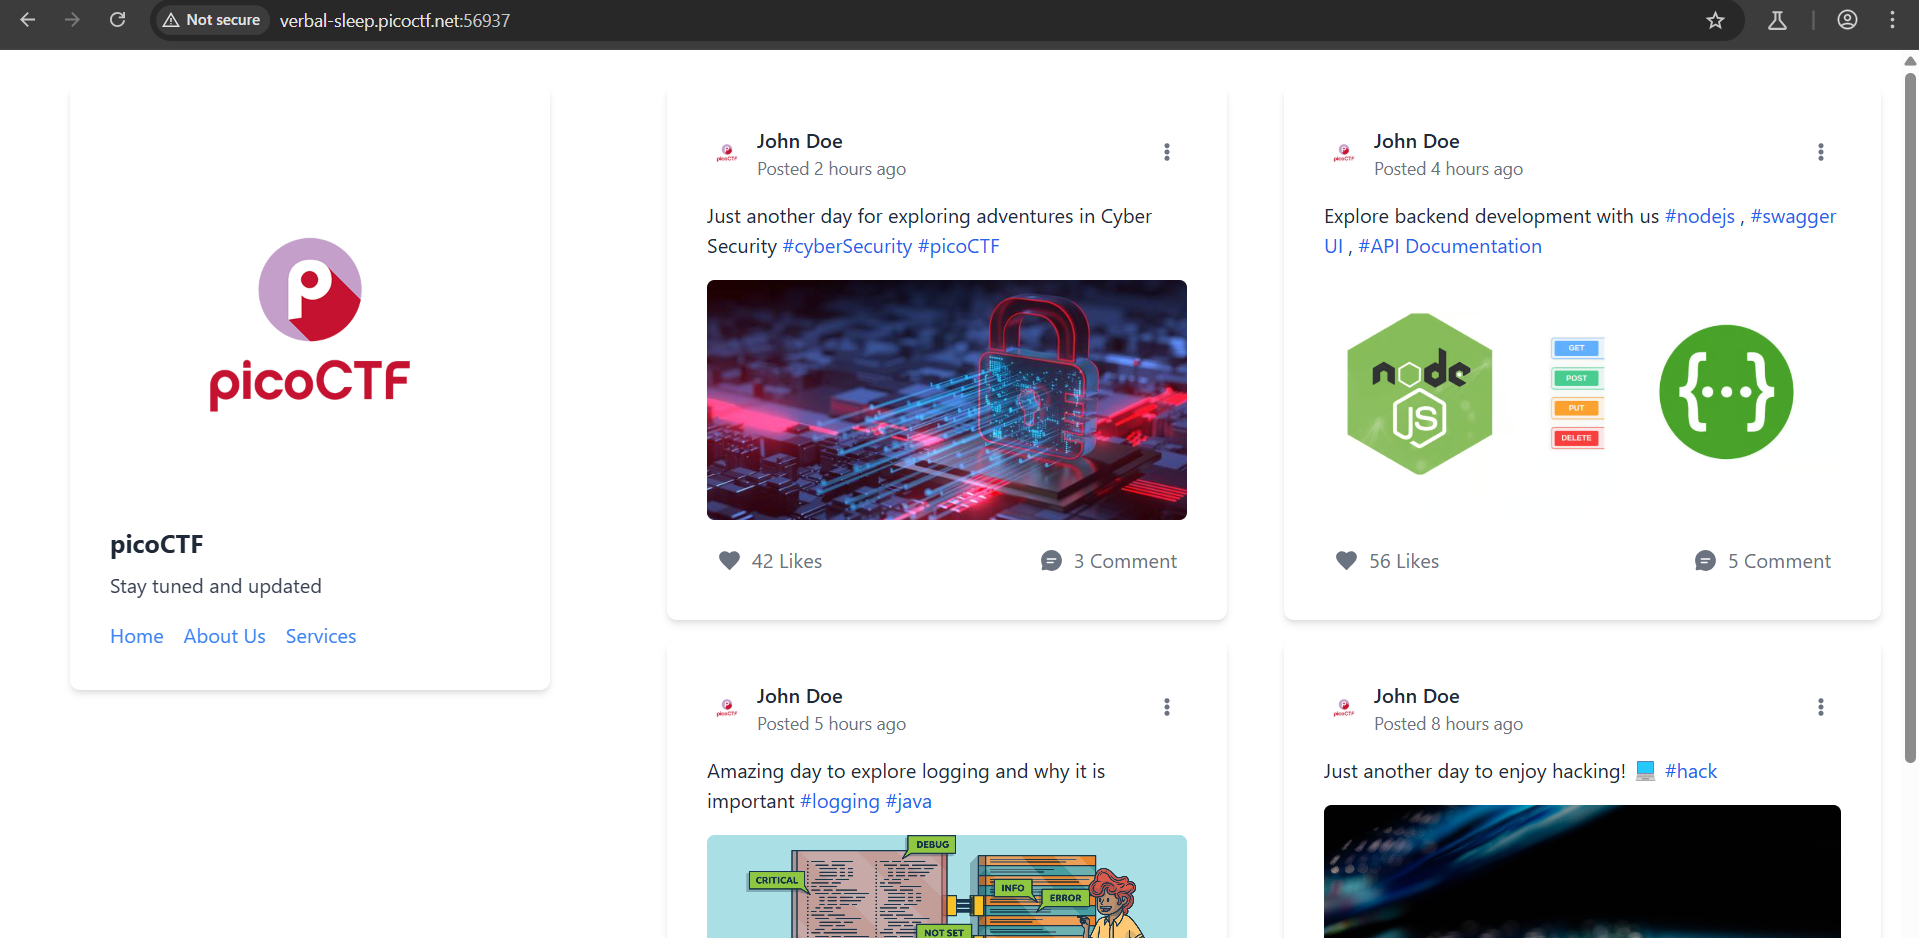 Not secure verbal-sleep.picoctf.net:56937
picoCTF
picoCTF
Stay tuned and updated
Home About Us Services
John Doe
Posted 2 hours ago
Just another day for exploring adventures in Cyber
Security #cyberSecurity #picoCTF
42 Likes 3 Comment
John Doe
Posted 4 hours ago
Explore backend development with us #nodejs , #swagger
UI , #API Documentation
node
JS
GET
POST
PUT
DELETE
{...}
56 Likes 5 Comment
John Doe
Posted 5 hours ago
Amazing day to explore logging and why it is
important #logging #java
DEBUG
CRITICAL
INFO
ERROR
NOT SET
John Doe
Posted 8 hours ago
Just another day to enjoy hacking! 💻 #hack